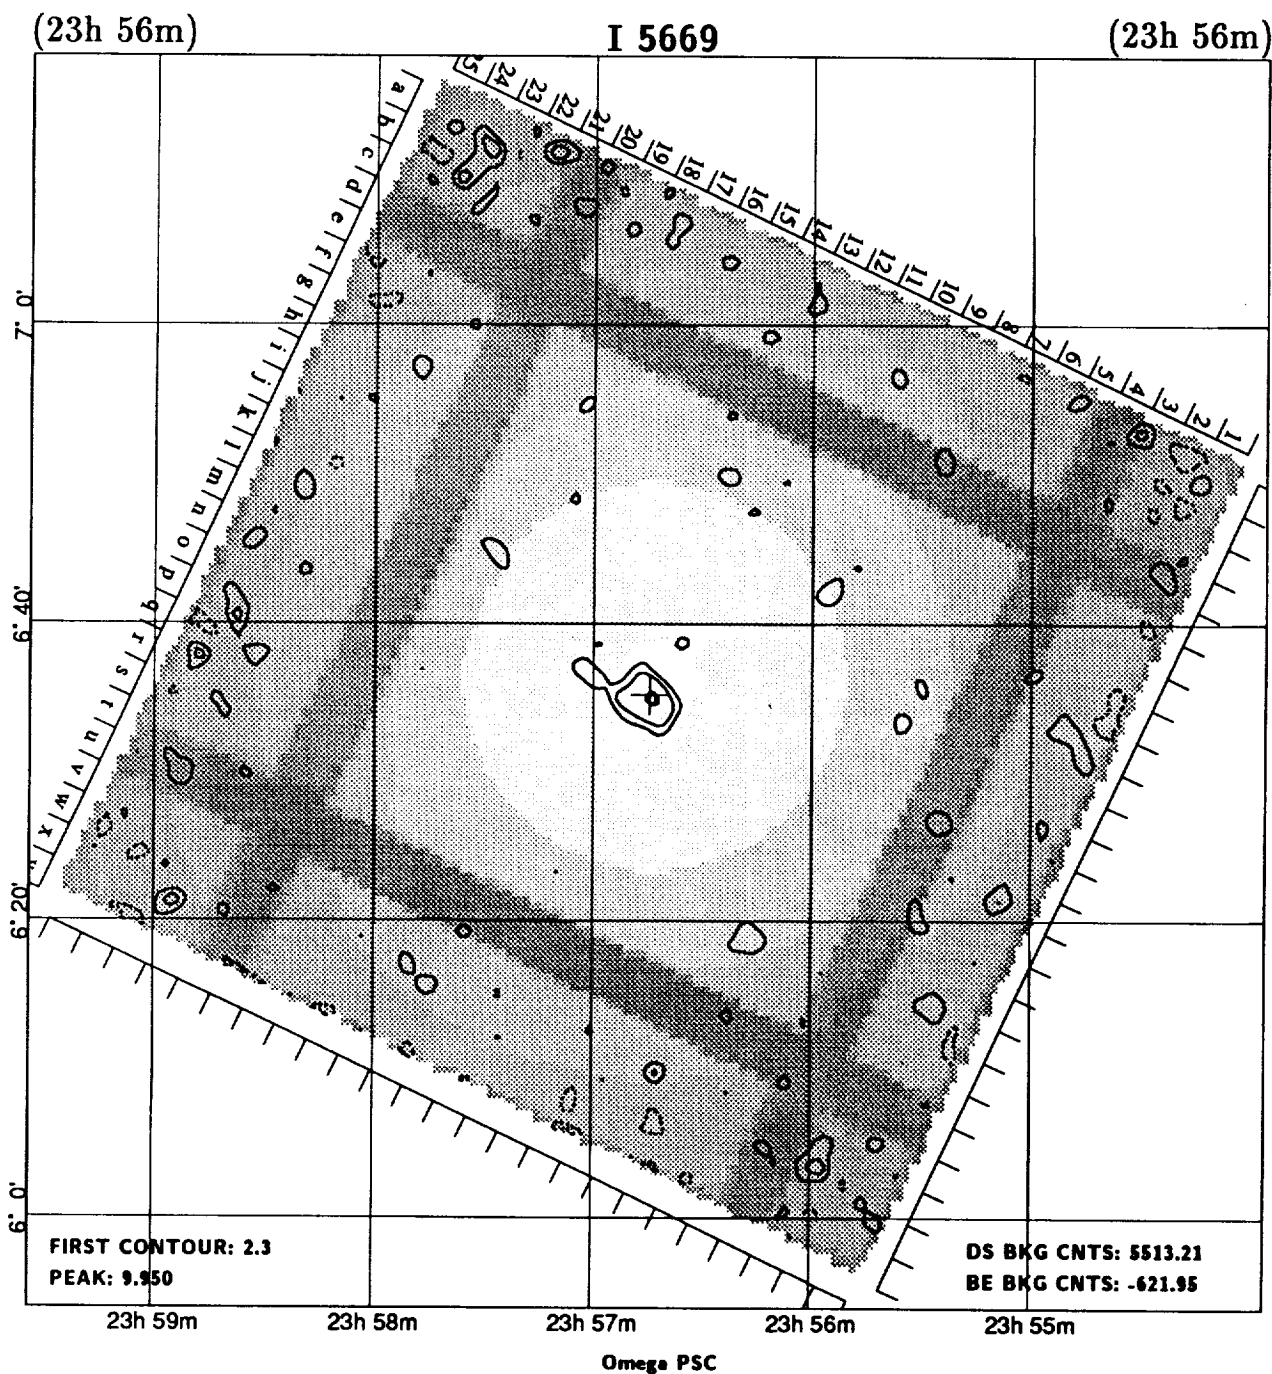 (23h 56m) I 5669 (23h 56m)
25 24 23 22 21 20 19 18 17 16 15 14 13 12 11 10 9 8 7 6 5 4 3 2 1
a b c d e f g h i j k l m n o p q r s t u v w x
7° 0'
6° 40'
6° 20'
6° 0'
FIRST CONTOUR: 2.3
PEAK: 9.950
DS BKG CNTS: 5513.21
BE BKG CNTS: -621.95
23h 59m 23h 58m 23h 57m 23h 56m 23h 55m
Omega PSC